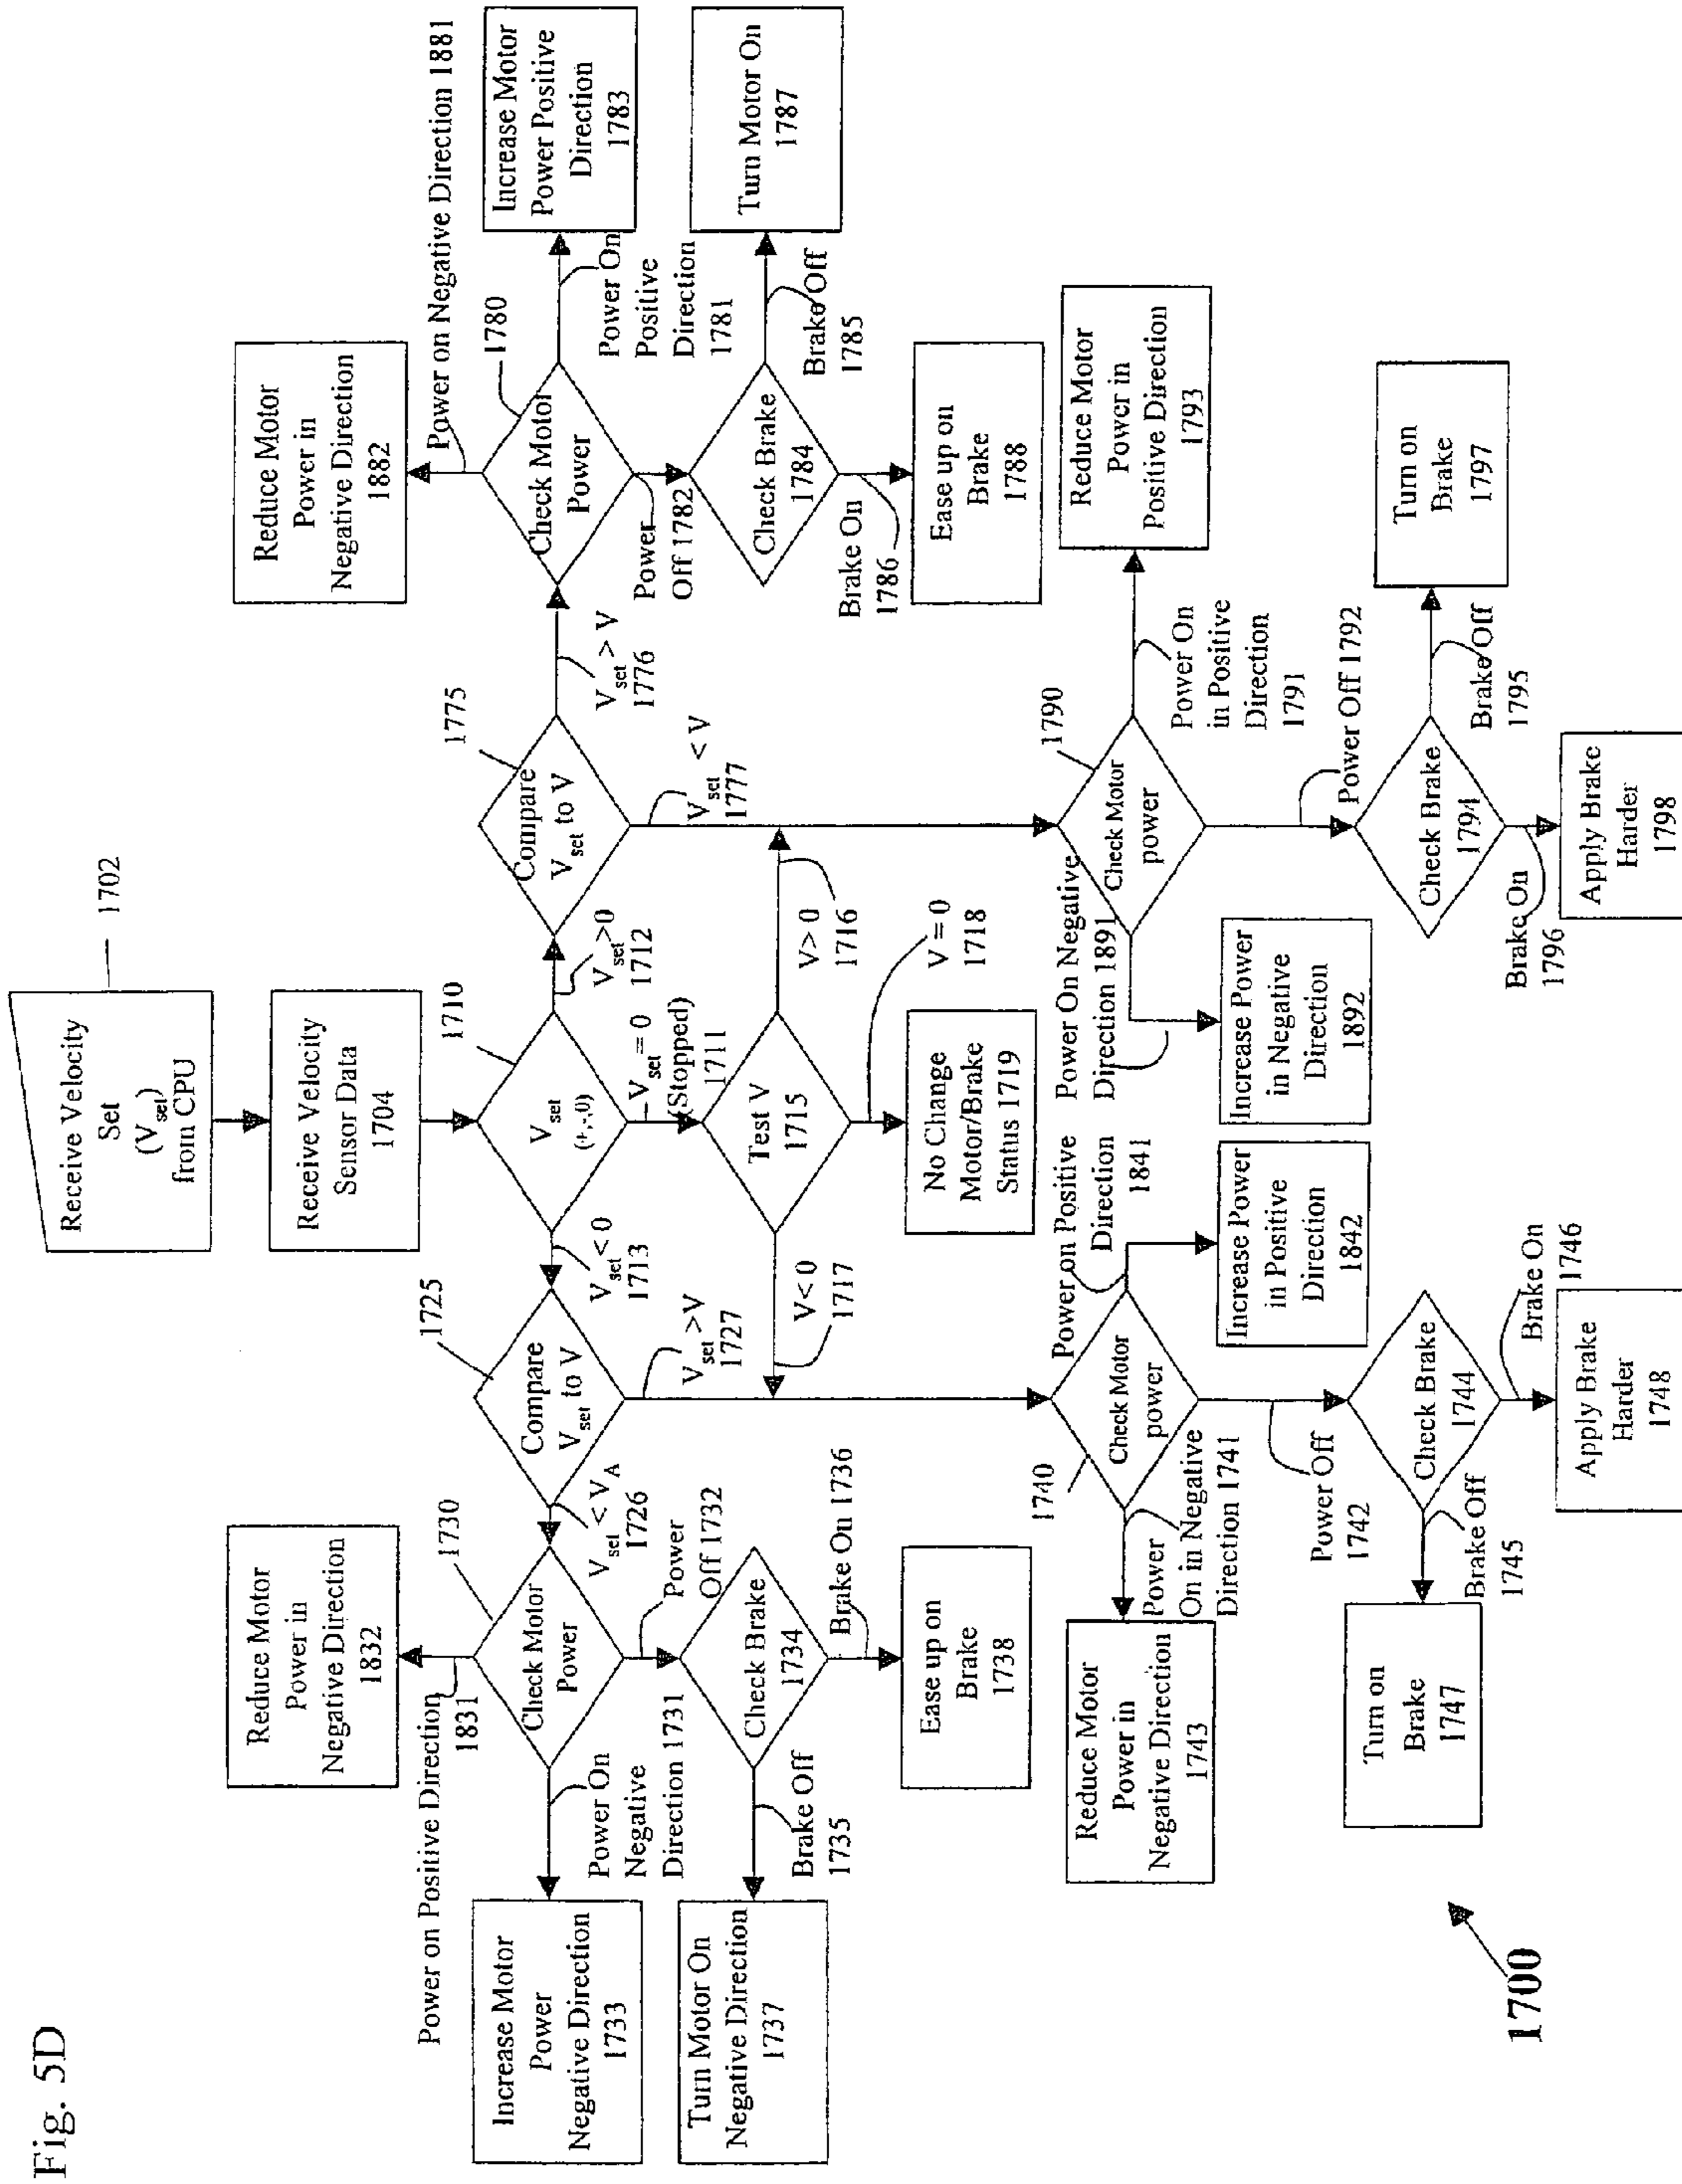 Fig. 5D
Receive Velocity
Set
(Vset)
from CPU
1702
Receive Velocity
Sensor Data
1704
1710
Vset
(+,-,0)
Vset<0
1713
Vset>0
1712
Vset = 0
(Stopped)
1711
Test V
1715
V<0
1717
V>0
1716
V = 0
1718
No Change
Motor/Brake
Status 1719
1725
Compare
Vset to V
Vset < VA
1726
Vset >V
1727
1730
Check Motor
Power
Power on Positive Direction
1831
Reduce Motor
Power in
Negative Direction
1832
Power On
Negative
Direction 1731
Increase Motor
Power
Negative Direction
1733
Power
Off 1732
Check Brake
1734
Brake Off
1735
Turn Motor On
Negative Direction
1737
Brake On 1736
Ease up on
Brake
1738
1740
Check Motor
power
Power
On in Negative
Direction 1741
Reduce Motor
Power in
Negative Direction
1743
Power on Positive
Direction
1841
Increase Power
in Positive
Direction
1842
Power Off
1742
Check Brake
1744
Brake Off
1745
Turn on
Brake
1747
Brake On
1746
Apply Brake
Harder
1748
1775
Compare
Vset to V
Vset > V
1776
Vset < V
1777
1780
Check Motor
Power
Power on Negative Direction 1881
Reduce Motor
Power in
Negative Direction
1882
Power On
Positive
Direction
1781
Increase Motor
Power Positive
Direction
1783
Power
Off 1782
Check Brake
1784
Brake Off
1785
Turn Motor On
1787
Brake On
1786
Ease up on
Brake
1788
1790
Check Motor
power
Power On Negative
Direction 1891
Increase Power
in Negative
Direction
1892
Power On
in Positive
Direction
1791
Reduce Motor
Power in
Positive Direction
1793
Power Off 1792
Check Brake
1794
Brake Off
1795
Turn on
Brake
1797
Brake On
1796
Apply Brake
Harder
1798
1700